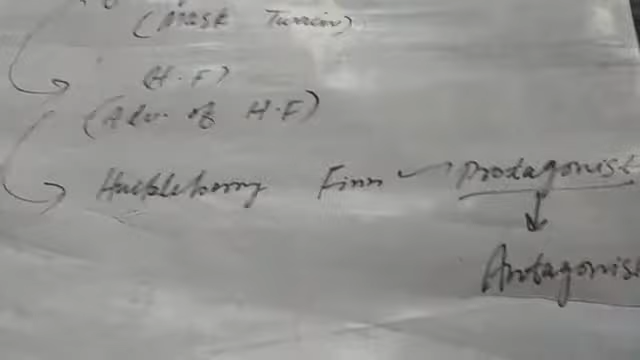 (Mark Twain)
(H.F)
(Adv. of H.F)
Huckleberry Finn Protagonist
Antagonist